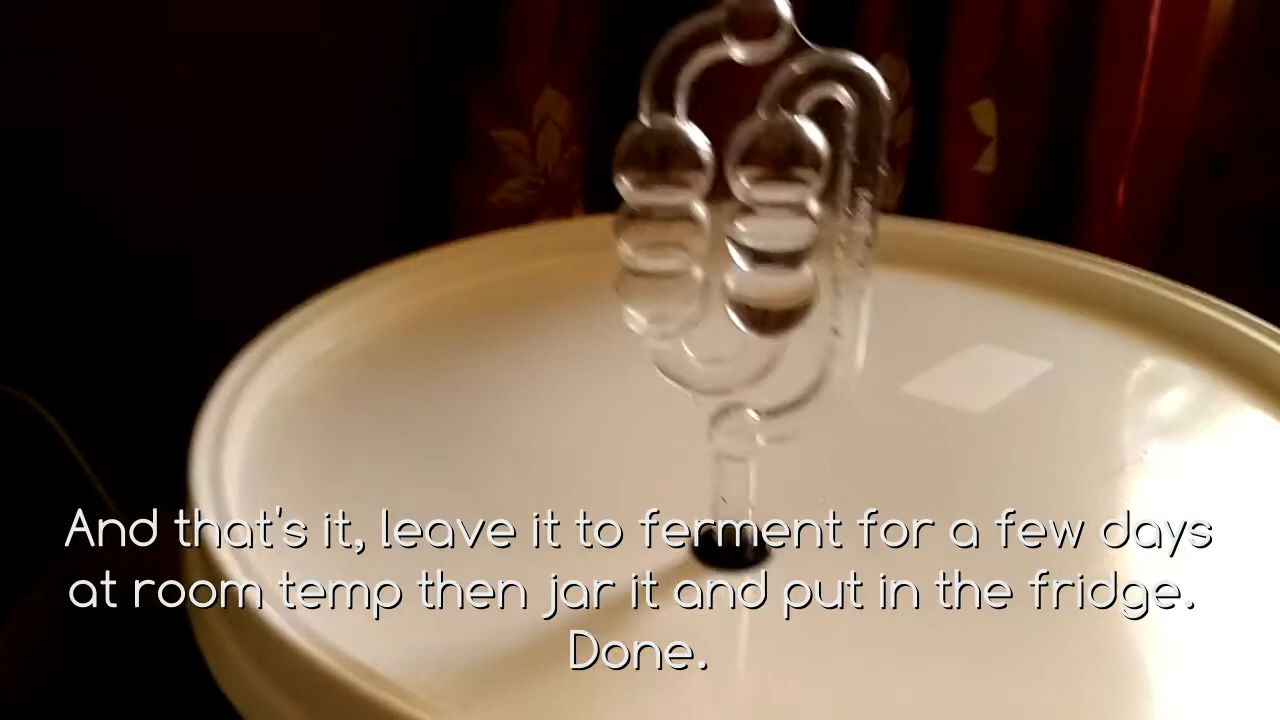 And that's it, leave it to ferment for a few days
at room temp then jar it and put in the fridge.
Done.